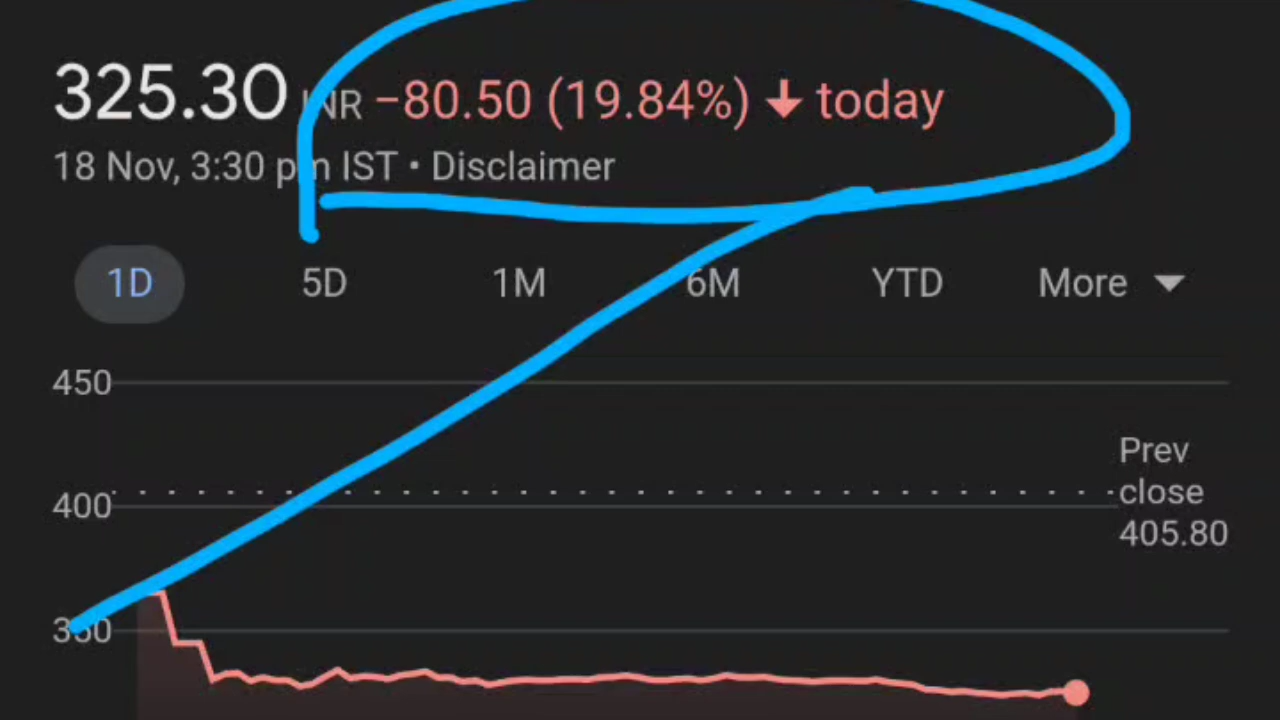 325.30 INR −80.50 (19.84%) ↓ today
18 Nov, 3:30 pm IST • Disclaimer
1D 5D 1M 6M YTD More
450
Prev
close
405.80
400
350